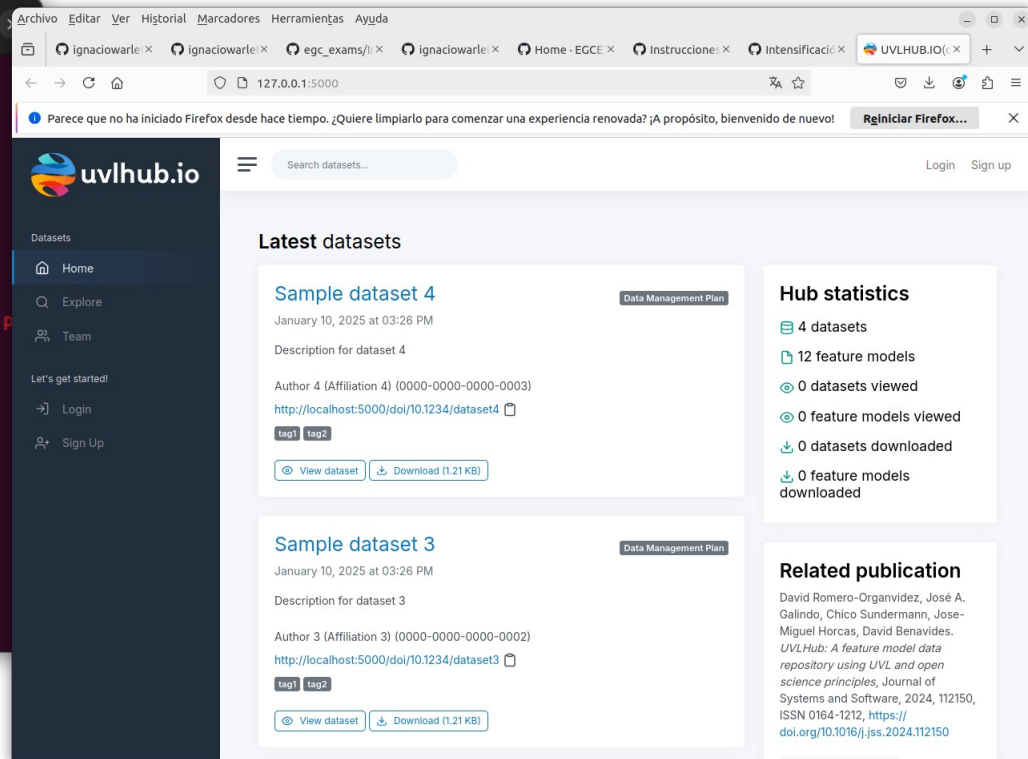 Archivo Editar Ver Historial Marcadores Herramientas Ayuda
ignaciowarle
ignaciowarle
egc_exams/I
ignaciowarle
Home · EGCE
Instrucciones
Intensificació
UVLHUB.IO(
127.0.0.1:5000
Parece que no ha iniciado Firefox desde hace tiempo. ¿Quiere limpiarlo para comenzar una experiencia renovada? ¡A propósito, bienvenido de nuevo!
Reiniciar Firefox...
uvlhub.io
Search datasets...
Login
Sign up
Datasets
Home
Explore
Team
Let's get started!
Login
Sign Up
Latest datasets
Sample dataset 4
Data Management Plan
January 10, 2025 at 03:26 PM
Description for dataset 4
Author 4 (Affiliation 4) (0000-0000-0000-0003)
http://localhost:5000/doi/10.1234/dataset4
tag1 tag2
View dataset
Download (1.21 KB)
Sample dataset 3
Data Management Plan
January 10, 2025 at 03:26 PM
Description for dataset 3
Author 3 (Affiliation 3) (0000-0000-0000-0002)
http://localhost:5000/doi/10.1234/dataset3
tag1 tag2
View dataset
Download (1.21 KB)
Hub statistics
4 datasets
12 feature models
0 datasets viewed
0 feature models viewed
0 datasets downloaded
0 feature models
downloaded
Related publication
David Romero-Organvidez, José A.
Galindo, Chico Sundermann, Jose-
Miguel Horcas, David Benavides.
UVLHub: A feature model data
repository using UVL and open
science principles, Journal of
Systems and Software, 2024, 112150,
ISSN 0164-1212, https://
doi.org/10.1016/j.jss.2024.112150